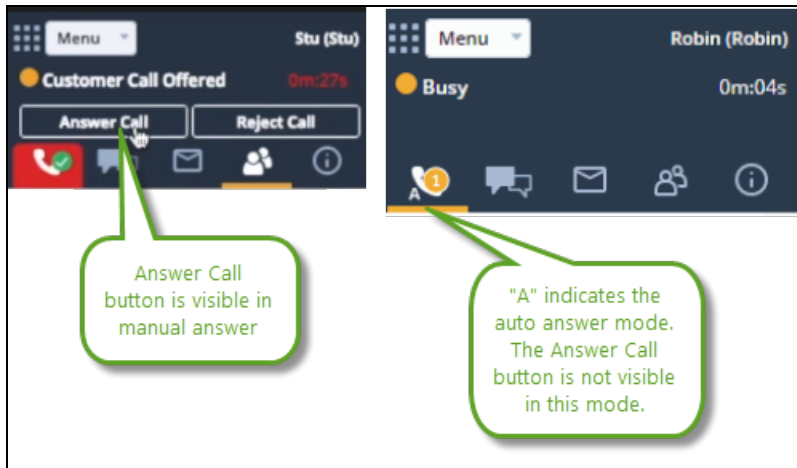 Menu
Stu (Stu)
Customer Call Offered
0m:27s
Answer Call
Reject Call
Answer Call
button is visible in
manual answer
Menu
Robin (Robin)
Busy
0m:04s
A
1
"A" indicates the
auto answer mode.
The Answer Call
button is not visible
in this mode.